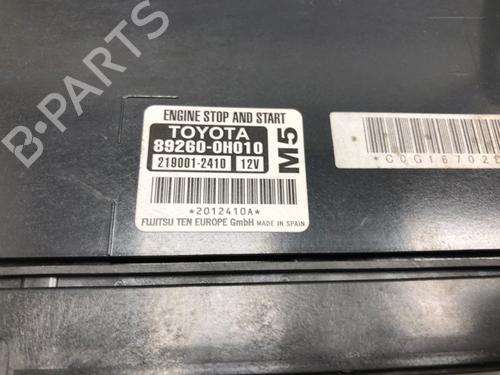 ENGINE STOP AND START
TOYOTA
89260-0H010
219001-2410 12V
M5
*2012410A*
FUJITSU TEN EUROPE GmbH MADE IN SPAIN
B-PARTS